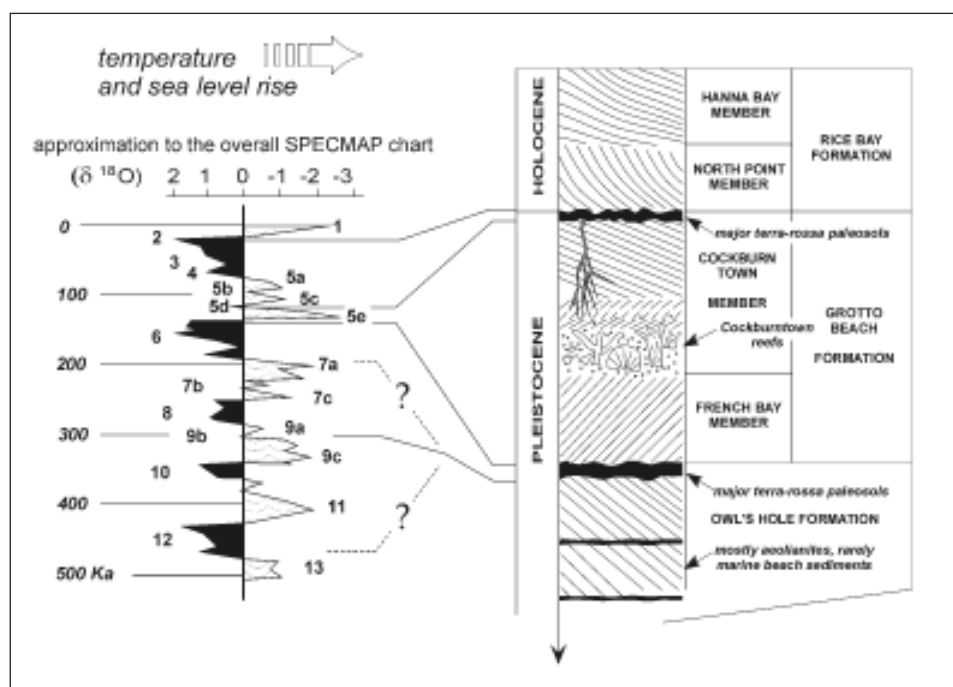 temperature
and sea level rise
approximation to the overall SPECMAP chart
(δ 18O) 2 1 0 -1 -2 -3
0
100
200
300
400
500 Ka
1
2
3
4
5a
5b
5c
5d
5e
6
7a
7b
7c
8
9a
9b
9c
10
11
12
13
?
?
HOLOCENE
PLEISTOCENE
HANNA BAY
MEMBER
NORTH POINT
MEMBER
RICE BAY
FORMATION
major terra-rossa paleosols
COCKBURN
TOWN
MEMBER
Cockburntown
reefs
GROTTO
BEACH
FORMATION
FRENCH BAY
MEMBER
major terra-rossa paleosols
OWL'S HOLE FORMATION
mostly aeolianites, rarely
marine beach sediments